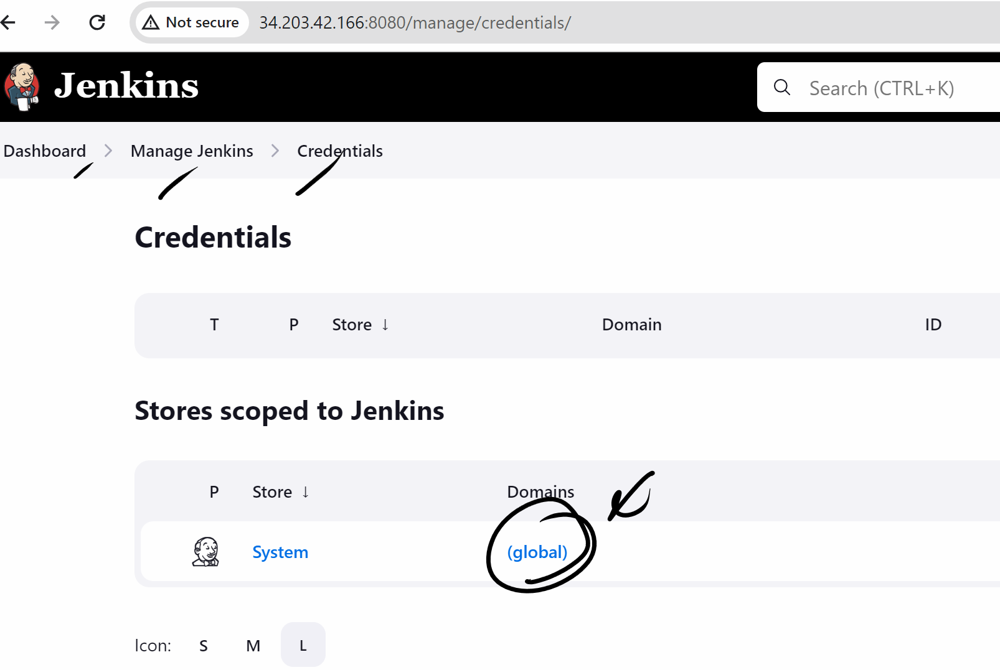 Not secure 34.203.42.166:8080/manage/credentials/
Jenkins Search (CTRL+K)
Dashboard Manage Jenkins Credentials
Credentials
T P Store ↓ Domain ID
Stores scoped to Jenkins
P Store ↓ Domains
System (global)
Icon: S M L